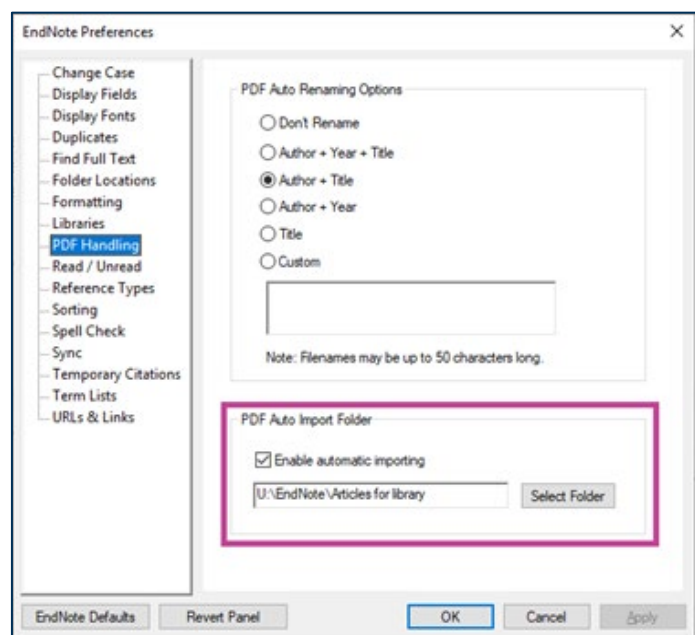 EndNote Preferences
Change Case
Display Fields
Display Fonts
Duplicates
Find Full Text
Folder Locations
Formatting
Libraries
PDF Handling
Read / Unread
Reference Types
Sorting
Spell Check
Sync
Temporary Citations
Term Lists
URLs & Links
PDF Auto Renaming Options
Don't Rename
Author + Year + Title
Author + Title
Author + Year
Title
Custom
Note: Filenames may be up to 50 characters long.
PDF Auto Import Folder
Enable automatic importing
U:\EndNote\Articles for library
Select Folder
EndNote Defaults
Revert Panel
OK
Cancel
Apply